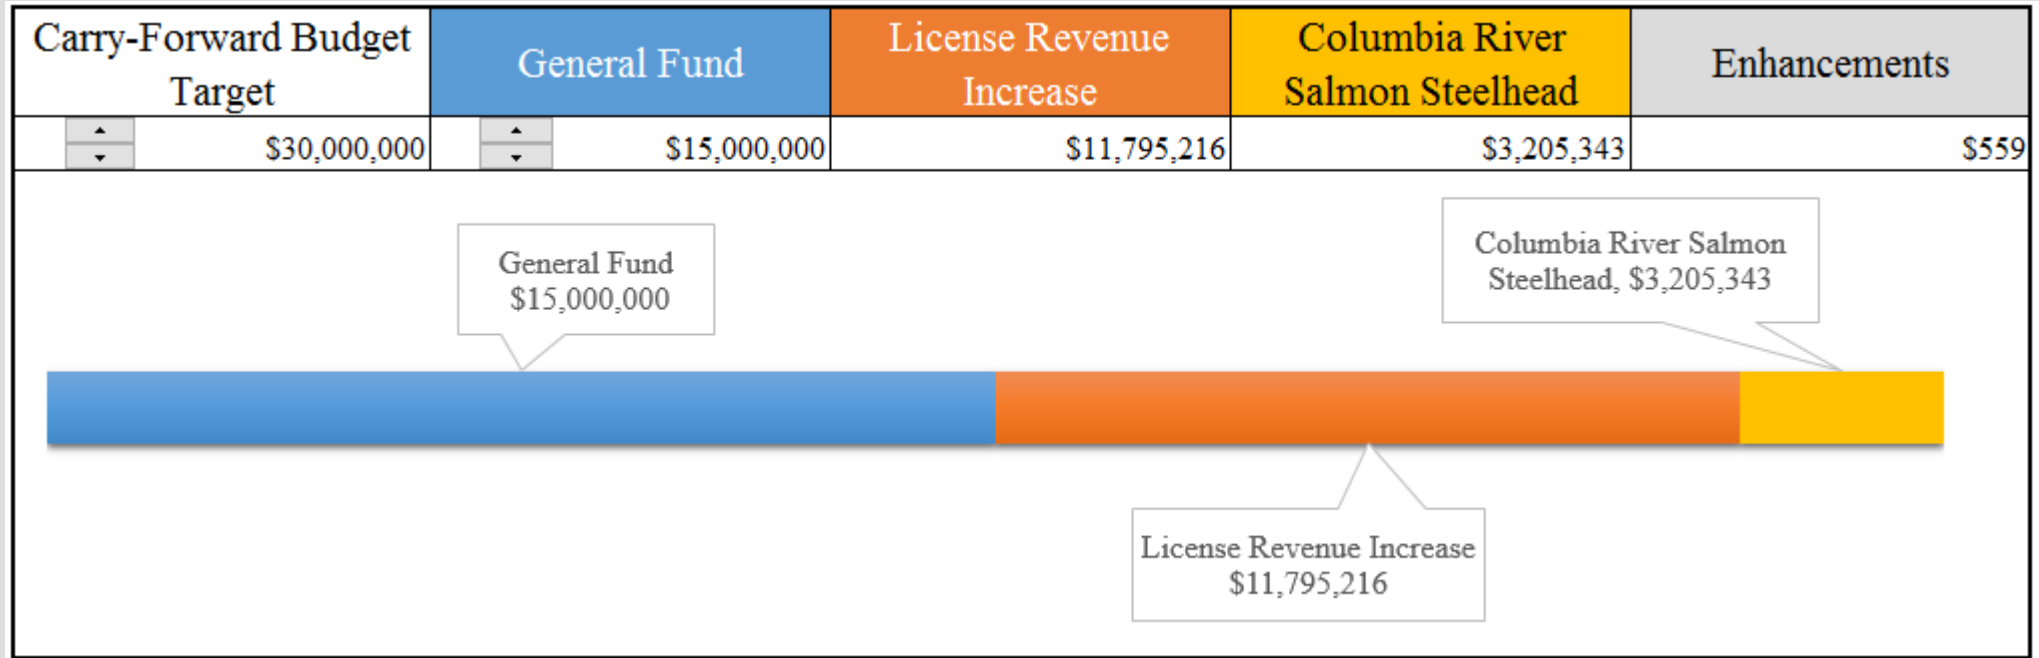 Carry-Forward Budget
Target
General Fund
License Revenue
Increase
Columbia River
Salmon Steelhead
Enhancements
$30,000,000
$15,000,000
$11,795,216
$3,205,343
$559
General Fund
$15,000,000
Columbia River Salmon
Steelhead, $3,205,343
License Revenue Increase
$11,795,216